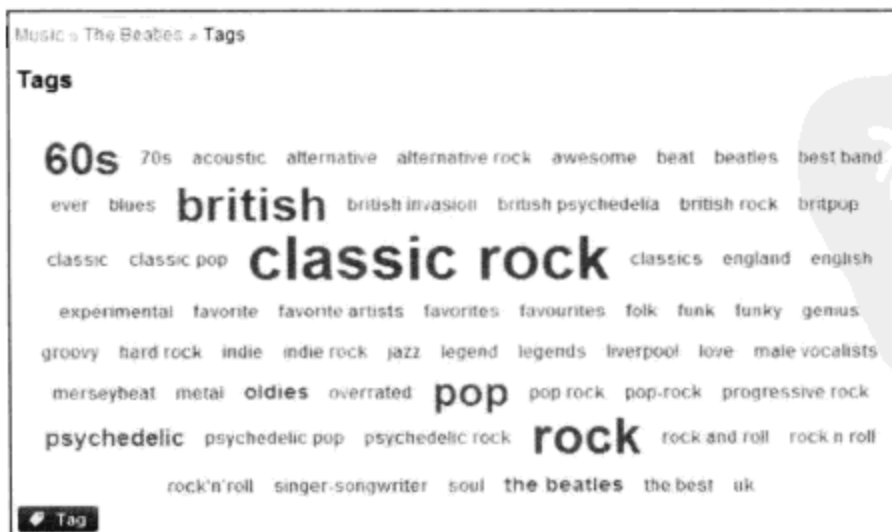 Music » The Beatles » Tags
Tags
60s 70s acoustic alternative alternative rock awesome beat beatles best band
ever blues british british invasion british psychedelia british rock britpop
classic classic pop classic rock classics england english
experimental favorite favorite artists favorites favourites folk funk funky genius
groovy hard rock indie indie rock jazz legend legends liverpool love male vocalists
merseybeat metal oldies overrated pop pop rock pop-rock progressive rock
psychedelic psychedelic pop psychedelic rock rock rock and roll rock n roll
rock'n'roll singer-songwriter soul the beatles the best uk
Tag